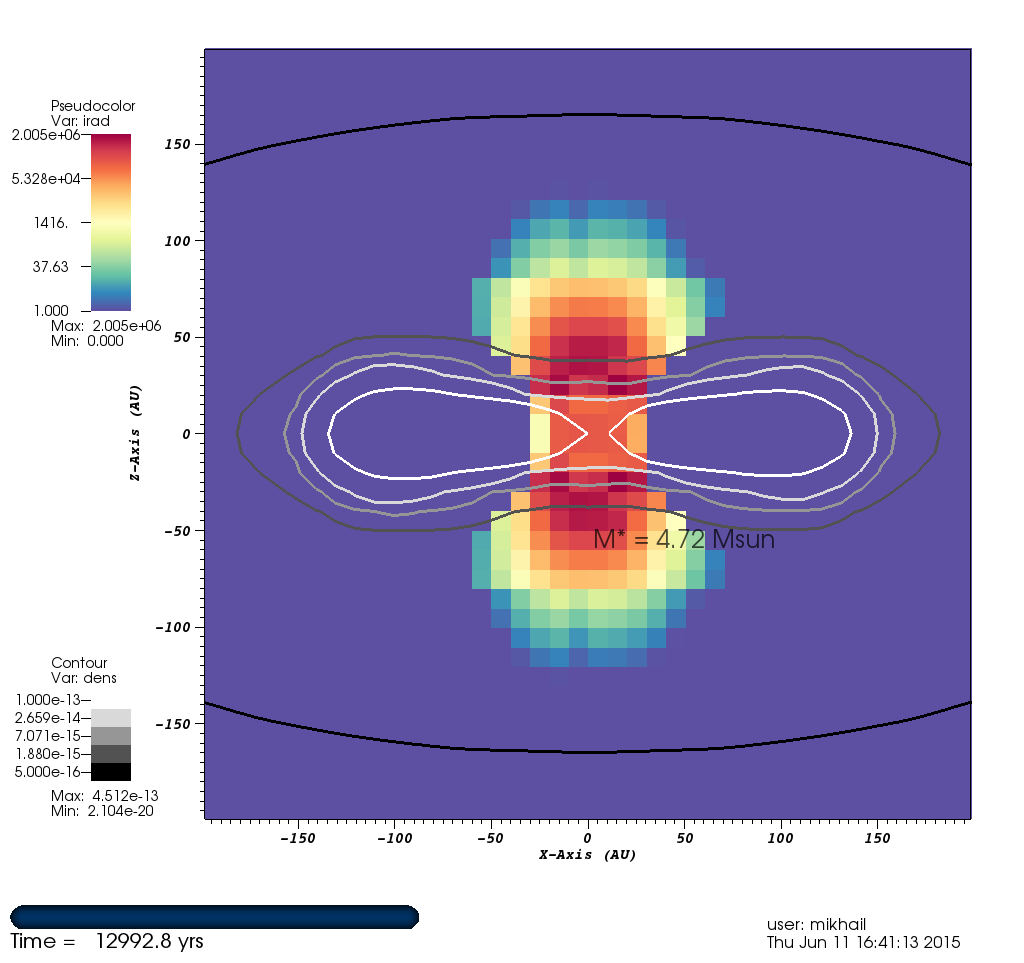 Pseudocolor
Var: irad
2.005e+06
5.328e+04
1416.
37.63
1.000
Max: 2.005e+06
Min: 0.000
150
100
50
0
-50
-100
-150
Z-Axis (AU)
M* = 4.72 Msun
Contour
Var: dens
1.000e-13
2.659e-14
7.071e-15
1.880e-15
5.000e-16
Max: 4.512e-13
Min: 2.104e-20
-150 -100 -50 0 50 100 150
X-Axis (AU)
Time = 12992.8 yrs
user: mikhail
Thu Jun 11 16:41:13 2015